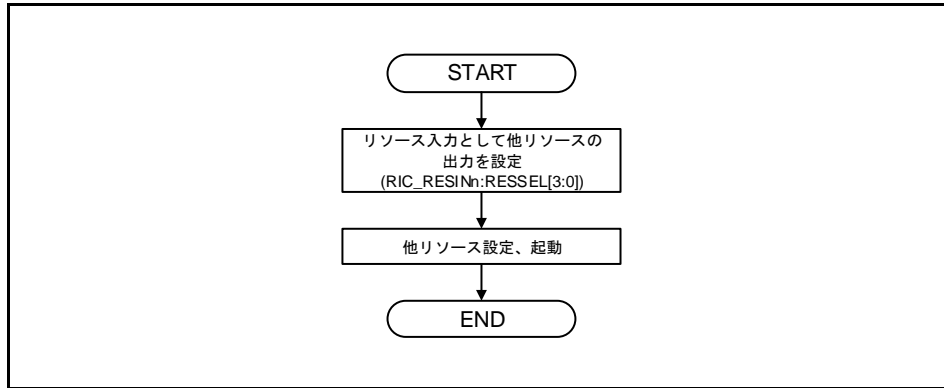 START
リソース入力として他リソースの
出力を設定
(RIC_RESINn:RESSEL[3:0])
他リソース設定、起動
END